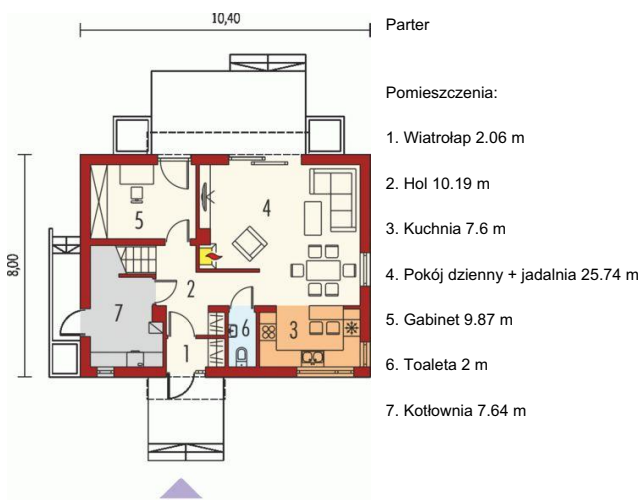 10,40
Parter
Pomieszczenia:
1. Wiatrołap 2.06 m
2. Hol 10.19 m
3. Kuchnia 7.6 m
4. Pokój dzienny + jadalnia 25.74 m
5. Gabinet 9.87 m
6. Toaleta 2 m
7. Kotłownia 7.64 m
8,00
5
4
2
7
6
3
1